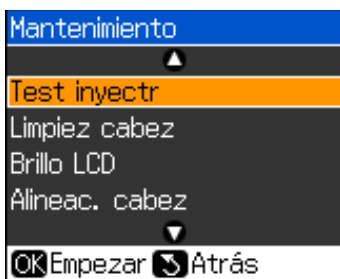 Mantenimiento
Test inyectr
Limpiez cabez
Brillo LCD
Alineac. cabez
OK Empezar Atrás